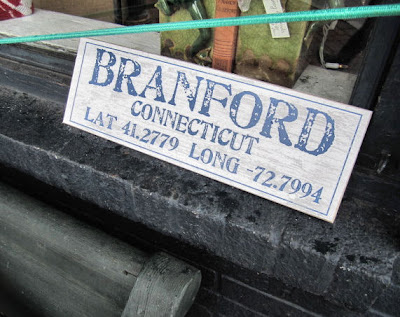 BRANFORD
CONNECTICUT
LAT 41.2779 LONG -72.7994